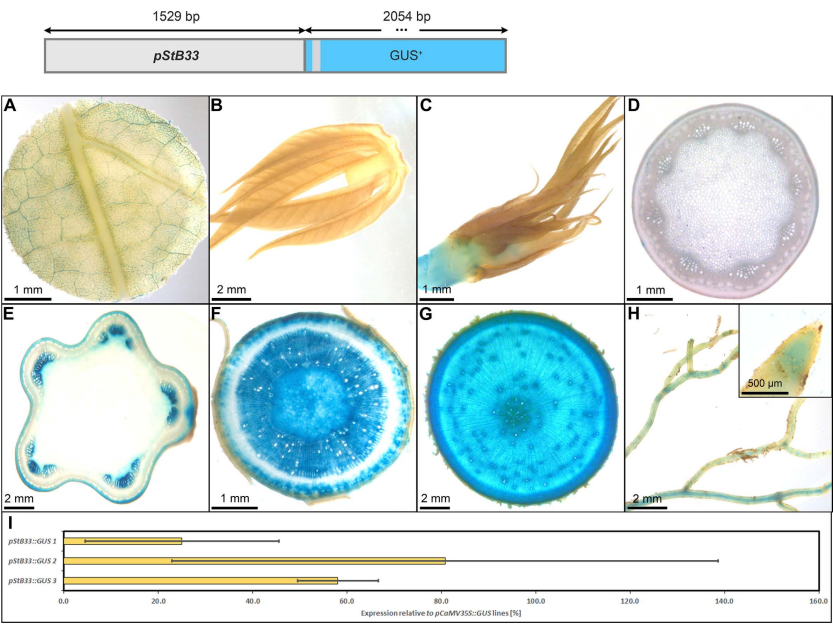 1529 bp
2054 bp
...
pStB33
GUS⁺
A
B
C
D
1 mm
2 mm
1 mm
1 mm
E
F
G
H
500 µm
2 mm
1 mm
2 mm
2 mm
I
pStB33::GUS 1
pStB33::GUS 2
pStB33::GUS 3
0.0 20.0 40.0 60.0 80.0 100.0 120.0 140.0 160.0
Expression relative to pCaMV35S::GUS lines [%]